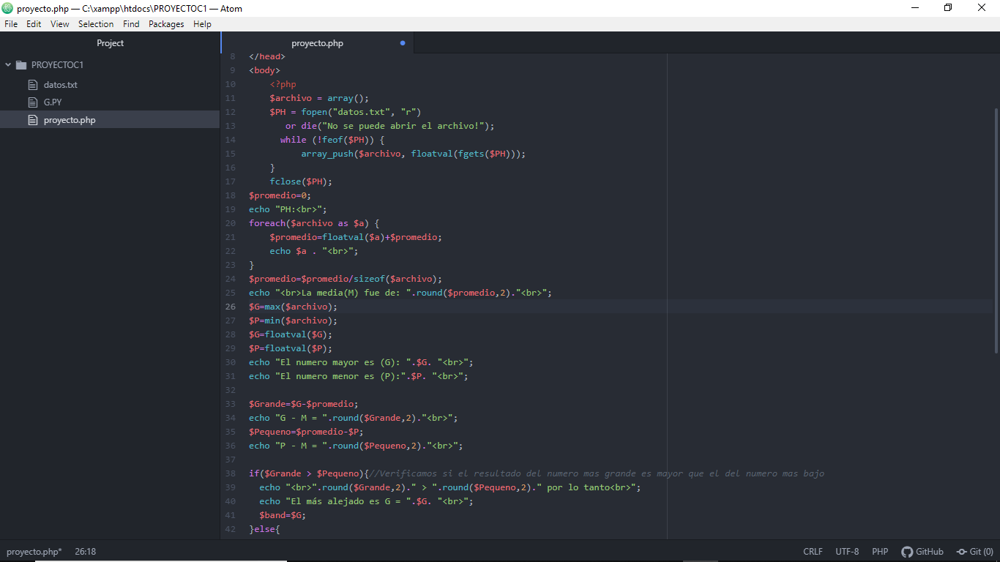 proyecto.php — C:\xampp\htdocs\PROYECTOC1 — Atom
File Edit View Selection Find Packages Help
Project
PROYECTOC1
datos.txt
G.PY
proyecto.php
proyecto.php
8 </head>
9 <body>
10     <?php
11     $archivo = array();
12     $PH = fopen("datos.txt", "r")
13        or die("No se puede abrir el archivo!");
14       while (!feof($PH)) {
15           array_push($archivo, floatval(fgets($PH)));
16     }
17     fclose($PH);
18 $promedio=0;
19 echo "PH:<br>";
20 foreach($archivo as $a) {
21     $promedio=floatval($a)+$promedio;
22     echo $a . "<br>";
23 }
24 $promedio=$promedio/sizeof($archivo);
25 echo "<br>La media(M) fue de: ".round($promedio,2)."<br>";
26 $G=max($archivo);
27 $P=min($archivo);
28 $G=floatval($G);
29 $P=floatval($P);
30 echo "El numero mayor es (G): ".$G. "<br>";
31 echo "El numero menor es (P):".$P. "<br>";
32
33 $Grande=$G-$promedio;
34 echo "G - M = ".round($Grande,2)."<br>";
35 $Pequeno=$promedio-$P;
36 echo "P - M = ".round($Pequeno,2)."<br>";
37
38 if($Grande > $Pequeno){//Verificamos si el resultado del numero mas grande es mayor que el del numero mas bajo
39   echo "<br>".round($Grande,2)." > ".round($Pequeno,2)." por lo tanto<br>";
40   echo "El más alejado es G = ".$G. "<br>";
41   $band=$G;
42 }else{
proyecto.php* 26:18 CRLF UTF-8 PHP GitHub Git (0)